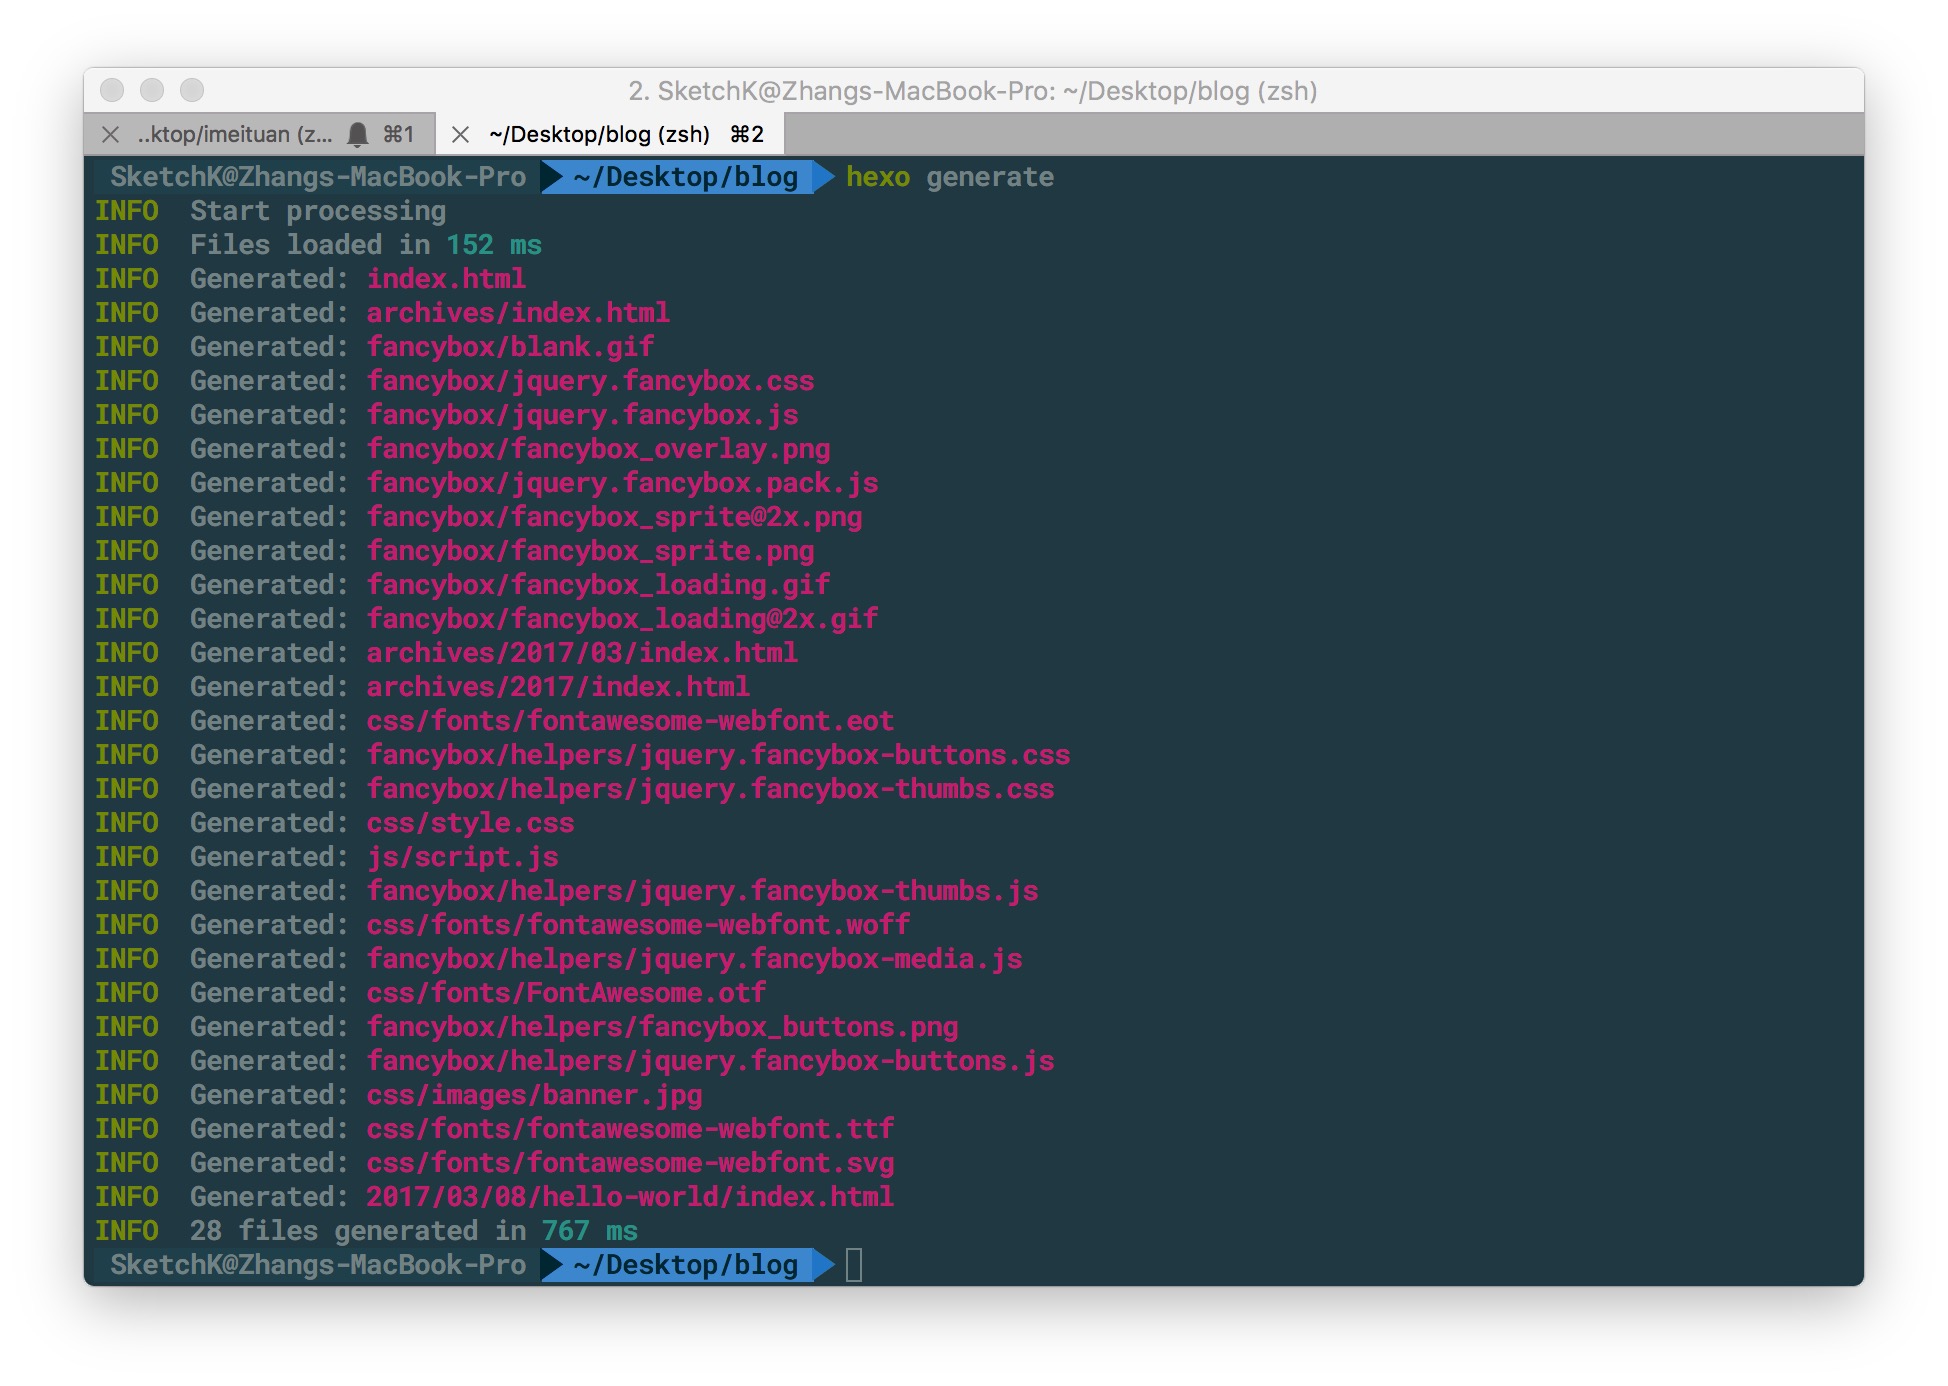 2. SketchK@Zhangs-MacBook-Pro: ~/Desktop/blog (zsh)
..ktop/imeituan (z... ⌘1 ~/Desktop/blog (zsh) ⌘2
SketchK@Zhangs-MacBook-Pro ~/Desktop/blog hexo generate
INFO Start processing
INFO Files loaded in 152 ms
INFO Generated: index.html
INFO Generated: archives/index.html
INFO Generated: fancybox/blank.gif
INFO Generated: fancybox/jquery.fancybox.css
INFO Generated: fancybox/jquery.fancybox.js
INFO Generated: fancybox/fancybox_overlay.png
INFO Generated: fancybox/jquery.fancybox.pack.js
INFO Generated: fancybox/fancybox_sprite@2x.png
INFO Generated: fancybox/fancybox_sprite.png
INFO Generated: fancybox/fancybox_loading.gif
INFO Generated: fancybox/fancybox_loading@2x.gif
INFO Generated: archives/2017/03/index.html
INFO Generated: archives/2017/index.html
INFO Generated: css/fonts/fontawesome-webfont.eot
INFO Generated: fancybox/helpers/jquery.fancybox-buttons.css
INFO Generated: fancybox/helpers/jquery.fancybox-thumbs.css
INFO Generated: css/style.css
INFO Generated: js/script.js
INFO Generated: fancybox/helpers/jquery.fancybox-thumbs.js
INFO Generated: css/fonts/fontawesome-webfont.woff
INFO Generated: fancybox/helpers/jquery.fancybox-media.js
INFO Generated: css/fonts/FontAwesome.otf
INFO Generated: fancybox/helpers/fancybox_buttons.png
INFO Generated: fancybox/helpers/jquery.fancybox-buttons.js
INFO Generated: css/images/banner.jpg
INFO Generated: css/fonts/fontawesome-webfont.ttf
INFO Generated: css/fonts/fontawesome-webfont.svg
INFO Generated: 2017/03/08/hello-world/index.html
INFO 28 files generated in 767 ms
SketchK@Zhangs-MacBook-Pro ~/Desktop/blog